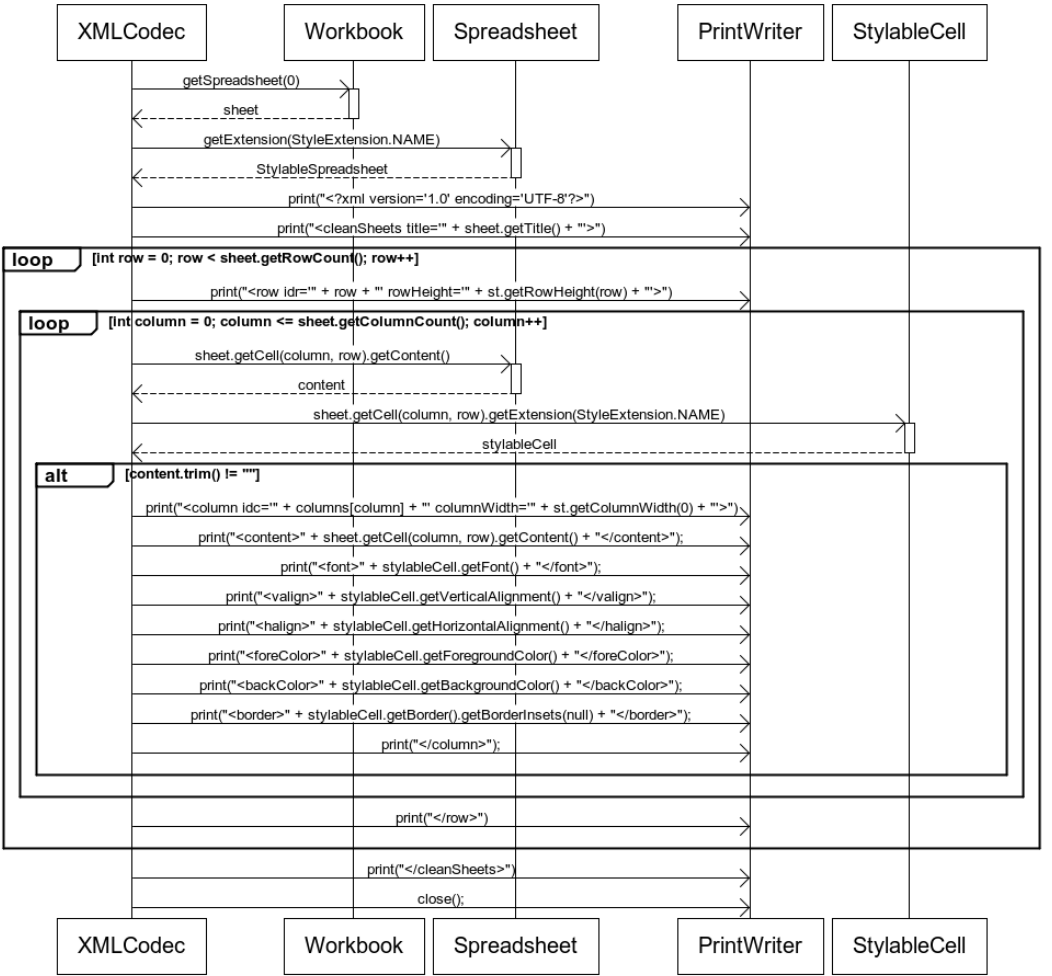 XMLCodec Workbook Spreadsheet PrintWriter StylableCell
getSpreadsheet(0)
sheet
getExtension(StyleExtension.NAME)
StylableSpreadsheet
print("<?xml version='1.0' encoding='UTF-8'?>")
print("<cleanSheets title='" + sheet.getTitle() + "'>")
loop [int row = 0; row < sheet.getRowCount(); row++]
print("<row idr='" + row + "' rowHeight='" + st.getRowHeight(row) + "'>")
loop [int column = 0; column <= sheet.getColumnCount(); column++]
sheet.getCell(column, row).getContent()
content
sheet.getCell(column, row).getExtension(StyleExtension.NAME)
stylableCell
alt [content.trim() != ""]
print("<column idc='" + columns[column] + "' columnWidth='" + st.getColumnWidth(0) + "'>")
print("<content>" + sheet.getCell(column, row).getContent() + "</content>");
print("<font>" + stylableCell.getFont() + "</font>");
print("<valign>" + stylableCell.getVerticalAlignment() + "</valign>");
print("<halign>" + stylableCell.getHorizontalAlignment() + "</halign>");
print("<foreColor>" + stylableCell.getForegroundColor() + "</foreColor>");
print("<backColor>" + stylableCell.getBackgroundColor() + "</backColor>");
print("<border>" + stylableCell.getBorder().getBorderInsets(null) + "</border>");
print("</column>");
print("</row>")
print("</cleanSheets>")
close();
XMLCodec Workbook Spreadsheet PrintWriter StylableCell